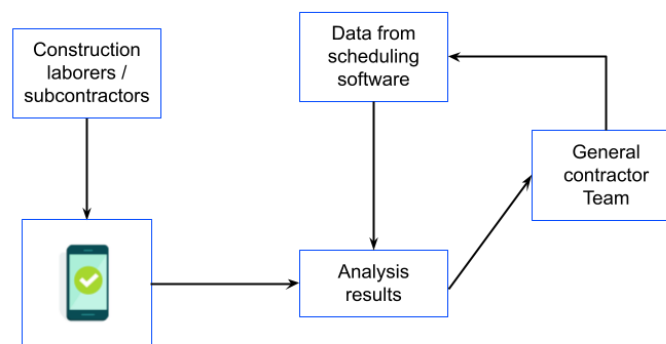 Construction
laborers /
subcontractors
Data from
scheduling
software
General
contractor
Team
Analysis
results